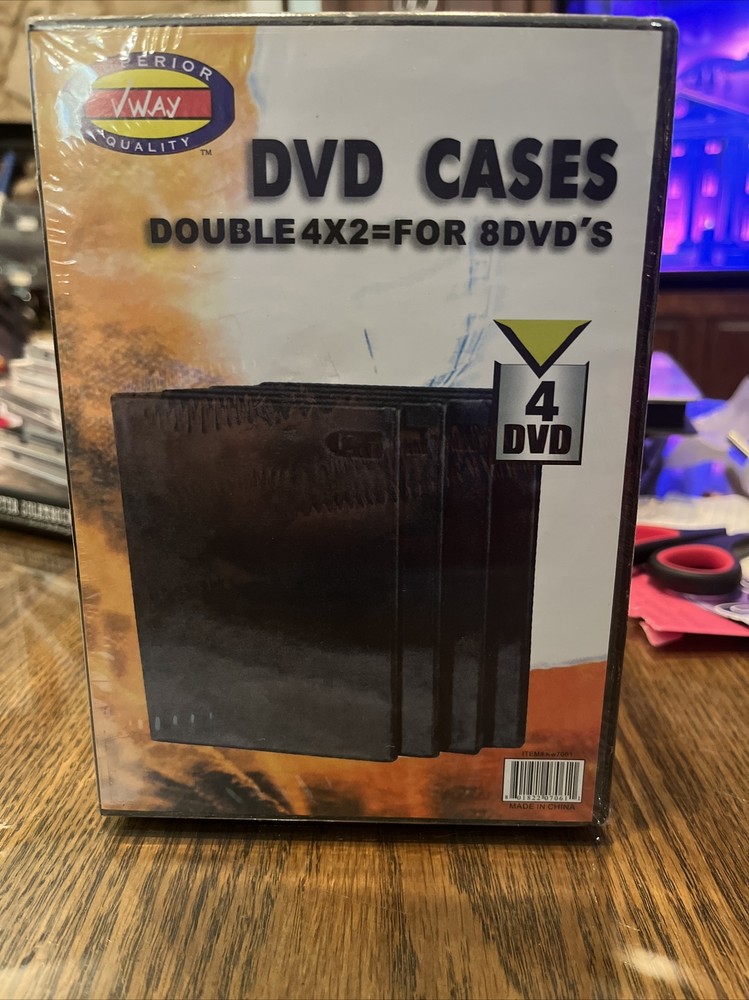 SUPERIOR
VWAY
QUALITY
TM
DVD CASES
DOUBLE 4X2=FOR 8DVD'S
4
DVD
MADE IN CHINA